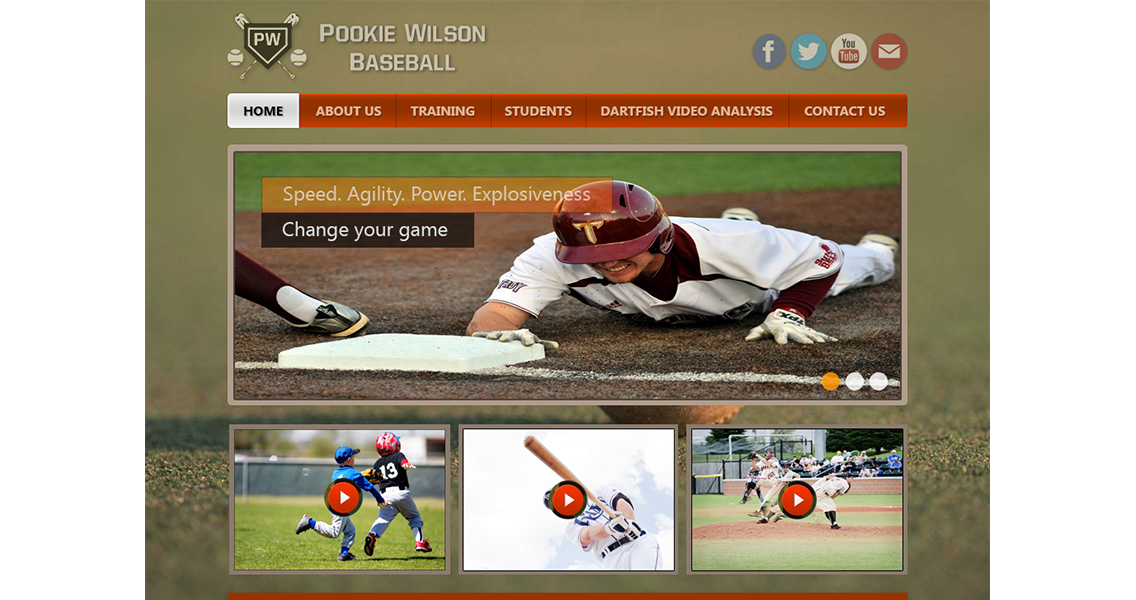 PW
POOKIE WILSON
BASEBALL
f
You
Tube
HOME
ABOUT US
TRAINING
STUDENTS
DARTFISH VIDEO ANALYSIS
CONTACT US
Speed. Agility. Power. Explosiveness
Change your game
T
TROY
13